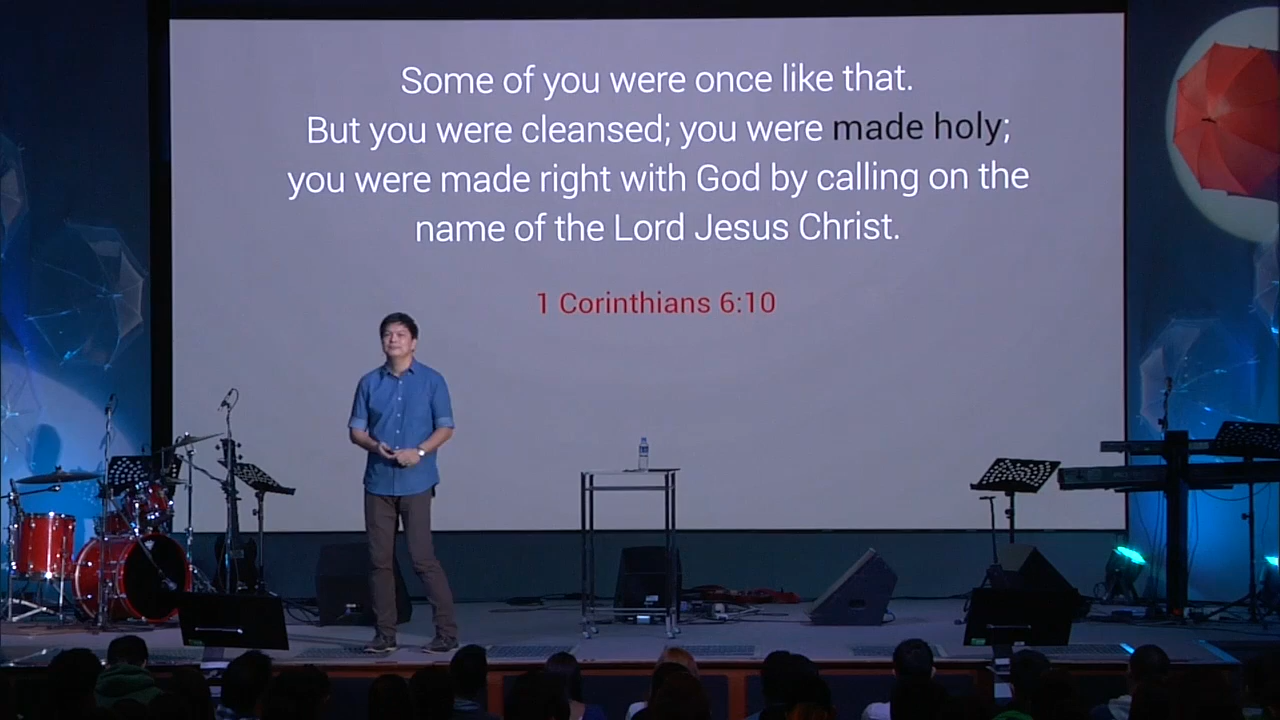 Some of you were once like that.
But you were cleansed; you were made holy;
you were made right with God by calling on the
name of the Lord Jesus Christ.
1 Corinthians 6:10